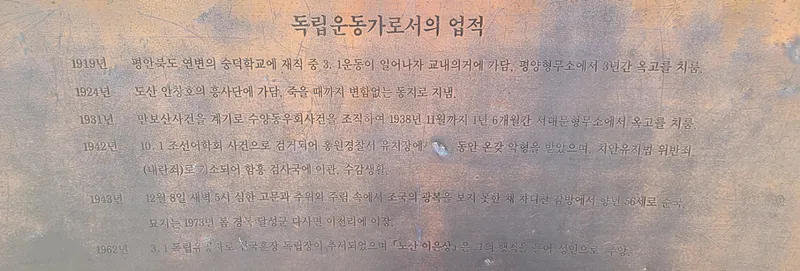 독립운동가로서의 업적
1919년 평안북도 연변의 숭덕학교에 재직 중 3. 1운동이 일어나자 교내의거에 가담, 평양형무소에서 3년간 옥고를 치룸.
1924년 도산 안창호의 흥사단에 가담, 죽을 때까지 변함없는 동지로 지냄.
1931년 만보산사건을 계기로 수양동우회사건을 조직하여 1938년 11월까지 1년 6개월간 서대문형무소에서 옥고를 치룸.
1942년 10. 1 조선어학회 사건으로 검거되어 홍원경찰서 유치장에 동안 온갖 악형을 받았으며, 치안유지법 위반죄
(내란죄)로 기소되어 함흥 검사국에 이관, 수감생활.
1943년 12월 8일 새벽 5시 심한 고문과 추위와 주림 속에서 조국의 광복을 보지 못한 채 차디찬 감방에서 향년 56세로 순국.
묘지는 1973년 봄 경북 달성군 다사면 이천리에 이장.
1962년 3. 1 독립유공자로 건국훈장 독립장이 추서되었으며 「노산 이은상」은 그의 성인으로